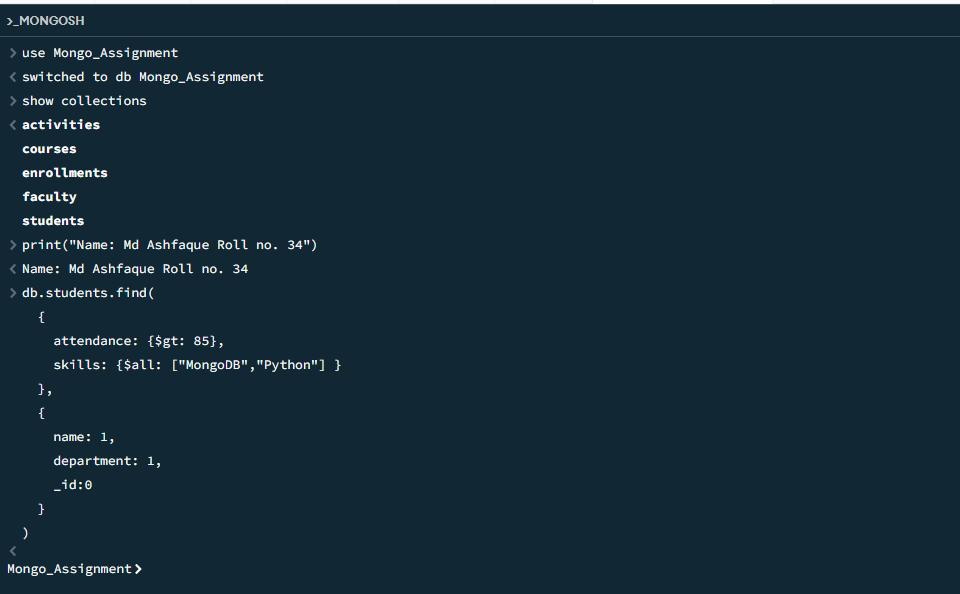 >_MONGOSH
> use Mongo_Assignment
< switched to db Mongo_Assignment
> show collections
< activities
courses
enrollments
faculty
students
> print("Name: Md Ashfaque Roll no. 34")
< Name: Md Ashfaque Roll no. 34
> db.students.find(
{
attendance: {$gt: 85},
skills: {$all: ["MongoDB","Python"] }
},
{
name: 1,
department: 1,
_id:0
}
)
<
Mongo_Assignment>